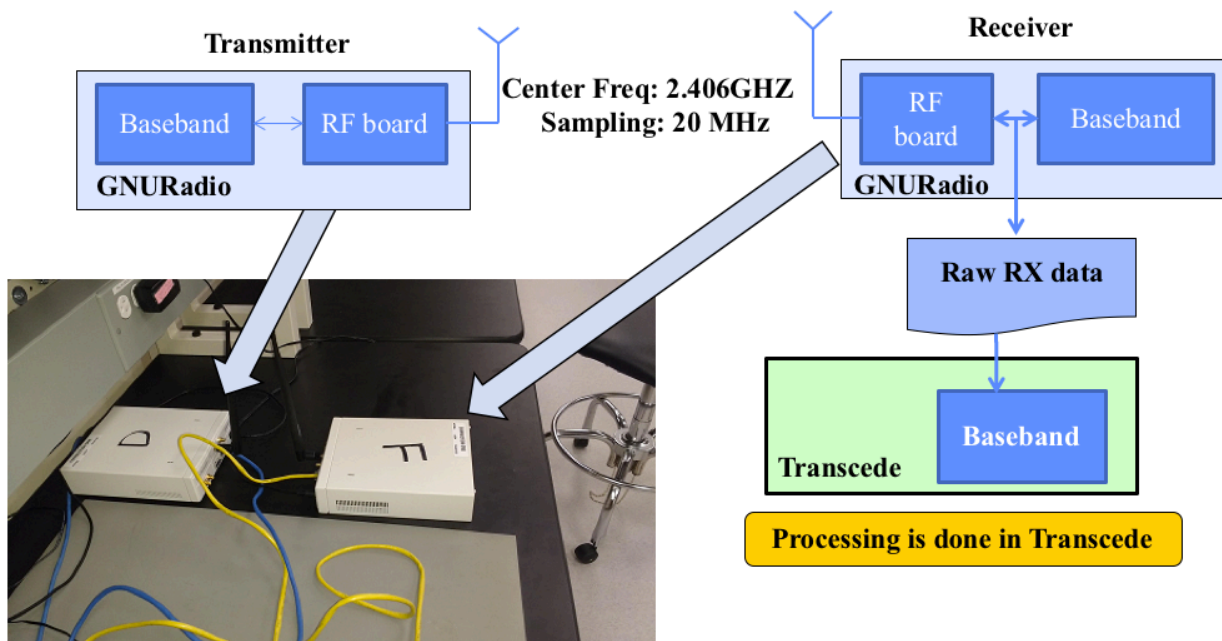 Transmitter
Baseband
RF board
GNURadio
Center Freq: 2.406GHZ
Sampling: 20 MHz
Receiver
RF
board
Baseband
GNURadio
Raw RX data
Baseband
Transcede
Processing is done in Transcede
D
F